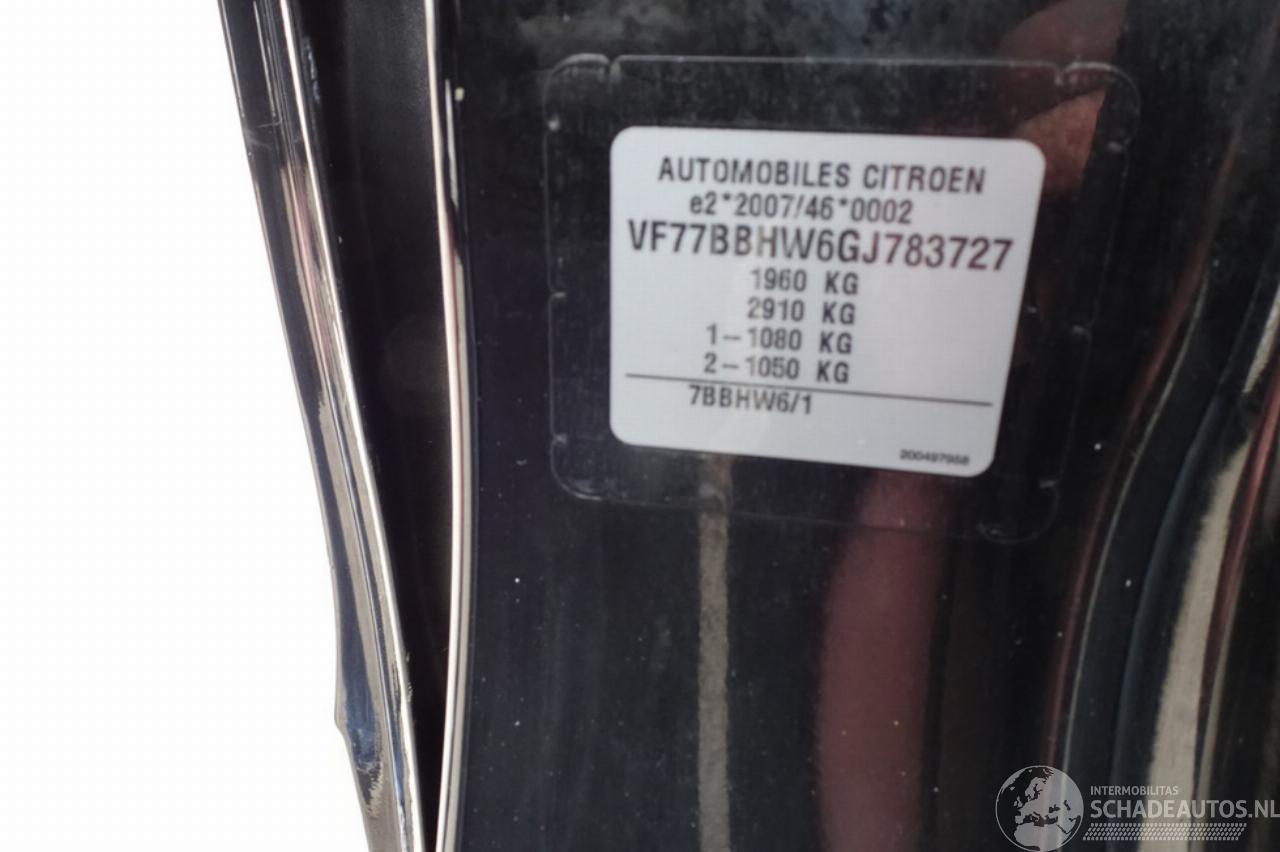 AUTOMOBILES CITROEN
e2*2007/46*0002
VF77BBHW6GJ783727
1960 KG
2910 KG
1-1080 KG
2-1050 KG
7BBHW6/1
200497958
INTERMOBILITAS
SCHADEAUTOS.NL